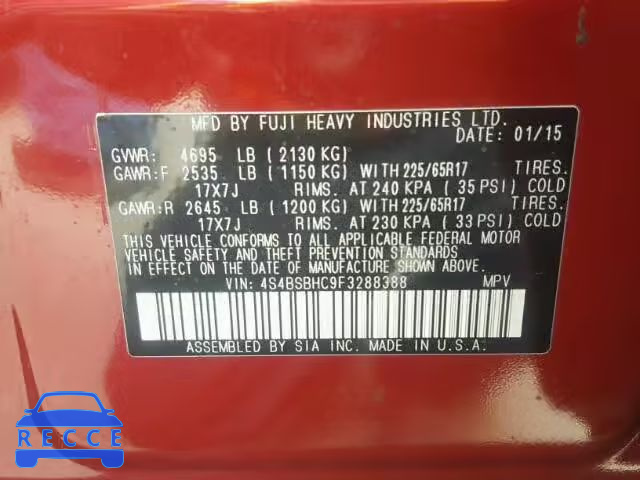 MFD BY FUJI HEAVY INDUSTRIES LTD.
DATE: 01/15
GVWR: 4695 LB (2130 KG)
GAWR:F 2535 LB (1150 KG) WITH 225/65R17 TIRES.
17X7J RIMS. AT 240 KPA (35 PSI) COLD
GAWR:R 2645 LB (1200 KG) WITH 225/65R17 TIRES.
17X7J RIMS. AT 230 KPA (33 PSI) COLD
THIS VEHICLE CONFORMS TO ALL APPLICABLE FEDERAL MOTOR
VEHICLE SAFETY AND THEFT PREVENTION STANDARDS IN
EFFECT ON THE DATE OF MANUFACTURE SHOWN ABOVE.
VIN: 4S4BSBHC9F3288388 MPV
ASSEMBLED BY SIA INC. MADE IN U.S.A.